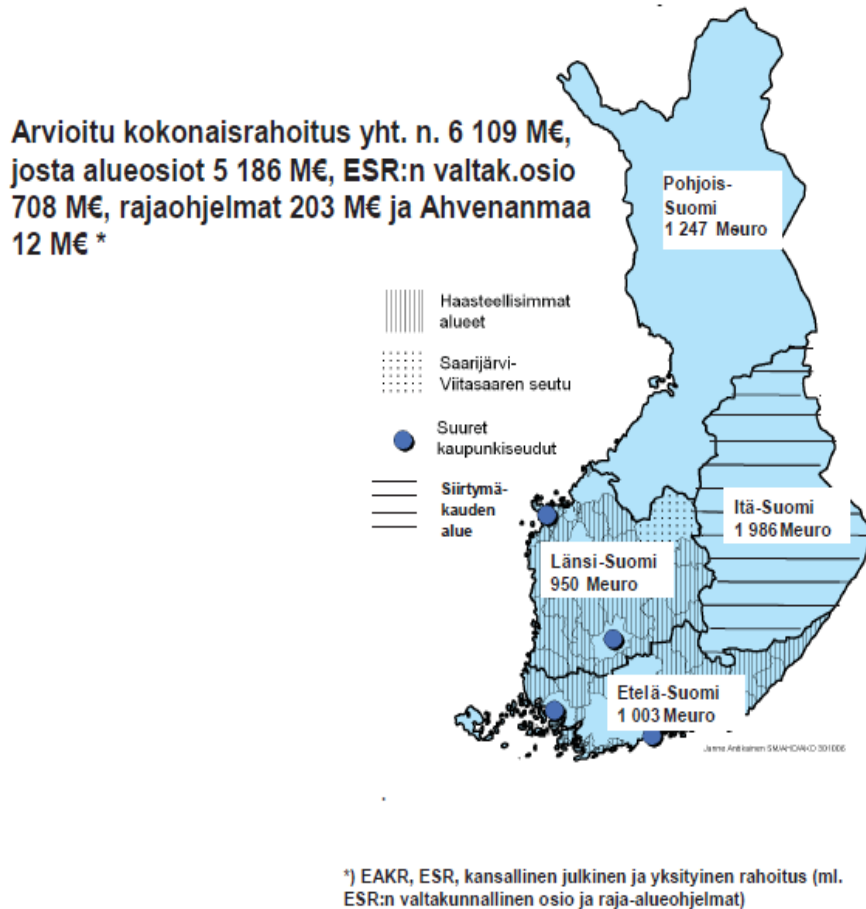 Arvioitu kokonaisrahoitus yht. n. 6 109 M€,
josta alueosiot 5 186 M€, ESR:n valtak.osio
708 M€, rajaohjelmat 203 M€ ja Ahvenanmaa
12 M€ *
Pohjois-
Suomi
1 247 Meuro
Haasteellisimmat
alueet
Saarijärvi-
Viitasaaren seutu
Suuret
kaupunkiseudut
Siirtymä-
kauden
alue
Itä-Suomi
1 986 Meuro
Länsi-Suomi
950 Meuro
Etelä-Suomi
1 003 Meuro
Janne Antikainen
*) EAKR, ESR, kansallinen julkinen ja yksityinen rahoitus (ml.
ESR:n valtakunnallinen osio ja raja-alueohjelmat)